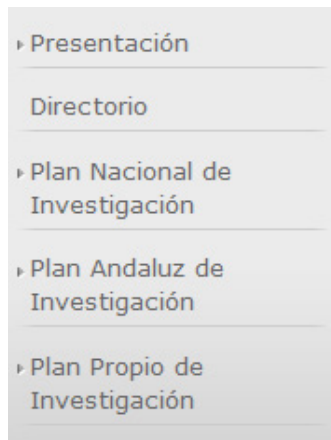 Presentación
Directorio
Plan Nacional de
Investigación
Plan Andaluz de
Investigación
Plan Propio de
Investigación